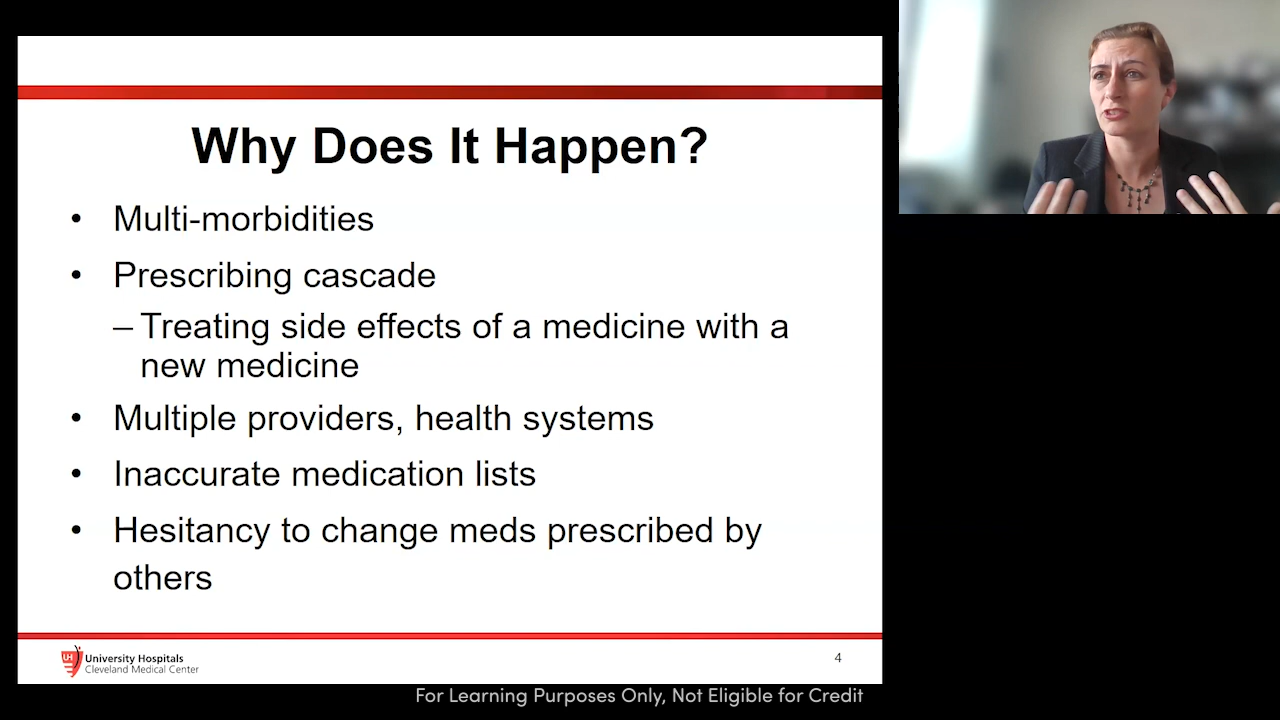 Why Does It Happen?
• Multi-morbidities
• Prescribing cascade
– Treating side effects of a medicine with a
new medicine
• Multiple providers, health systems
• Inaccurate medication lists
• Hesitancy to change meds prescribed by
others
UH
University Hospitals
Cleveland Medical Center
4
For Learning Purposes Only, Not Eligible for Credit